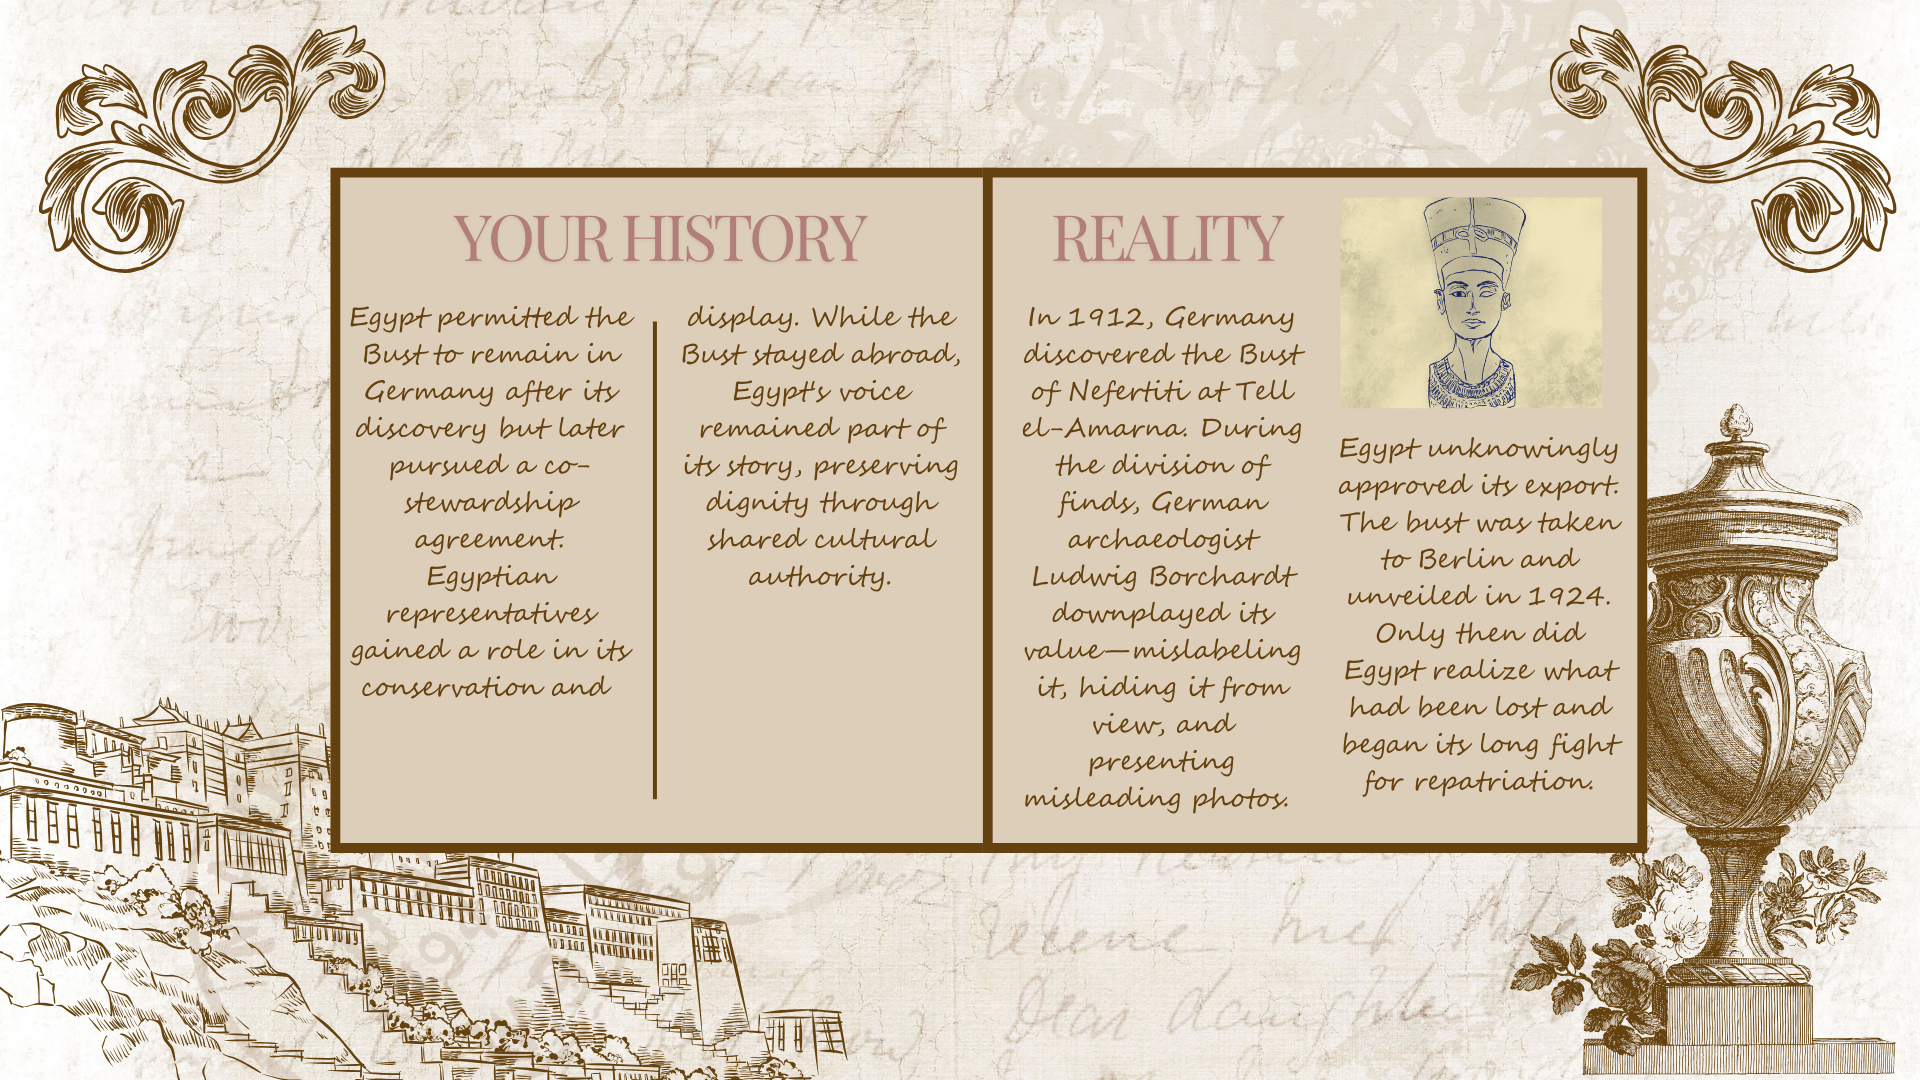 YOUR HISTORY
Egypt permitted the
Bust to remain in
Germany after its
discovery but later
pursued a co-
stewardship
agreement.
Egyptian
representatives
gained a role in its
conservation and
display. While the
Bust stayed abroad,
Egypt's voice
remained part of
its story, preserving
dignity through
shared cultural
authority.
REALITY
In 1912, Germany
discovered the Bust
of Nefertiti at Tell
el-Amarna. During
the division of
finds, German
archaeologist
Ludwig Borchardt
downplayed its
value—mislabeling
it, hiding it from
view, and
presenting
misleading photos.
Egypt unknowingly
approved its export.
The bust was taken
to Berlin and
unveiled in 1924.
Only then did
Egypt realize what
had been lost and
began its long fight
for repatriation.
Dear daughter